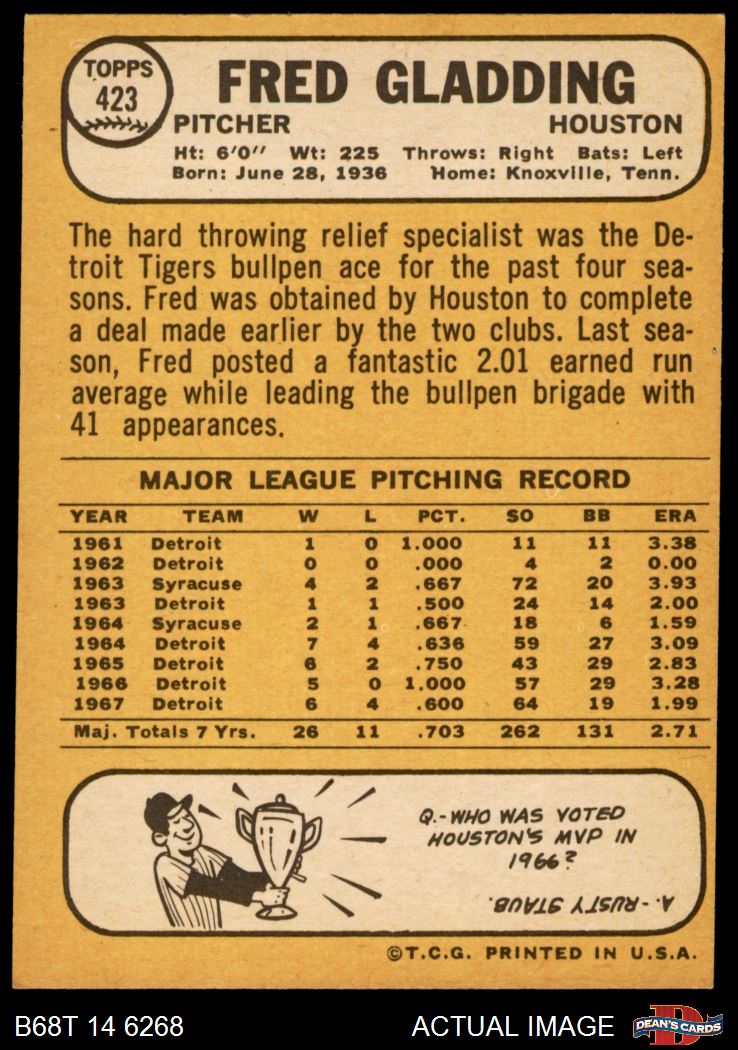 TOPPS
423
FRED GLADDING
PITCHER HOUSTON
Ht: 6'0" Wt: 225 Throws: Right Bats: Left
Born: June 28, 1936 Home: Knoxville, Tenn.
The hard throwing relief specialist was the De-
troit Tigers bullpen ace for the past four sea-
sons. Fred was obtained by Houston to complete
a deal made earlier by the two clubs. Last sea-
son, Fred posted a fantastic 2.01 earned run
average while leading the bullpen brigade with
41 appearances.
MAJOR LEAGUE PITCHING RECORD
YEAR TEAM W L PCT. SO BB ERA
1961 Detroit 1 0 1.000 11 11 3.38
1962 Detroit 0 0 .000 4 2 0.00
1963 Syracuse 4 2 .667 72 20 3.93
1963 Detroit 1 1 .500 24 14 2.00
1964 Syracuse 2 1 .667 18 6 1.59
1964 Detroit 7 4 .636 59 27 3.09
1965 Detroit 6 2 .750 43 29 2.83
1966 Detroit 5 0 1.000 57 29 3.28
1967 Detroit 6 4 .600 64 19 1.99
Maj. Totals 7 Yrs. 26 11 .703 262 131 2.71
Q.-WHO WAS VOTED
HOUSTON'S MVP IN
1966?
A.-RUSTY STAUB.
©T.C.G. PRINTED IN U.S.A.
B68T 14 6268 ACTUAL IMAGE DEAN'S CARDS